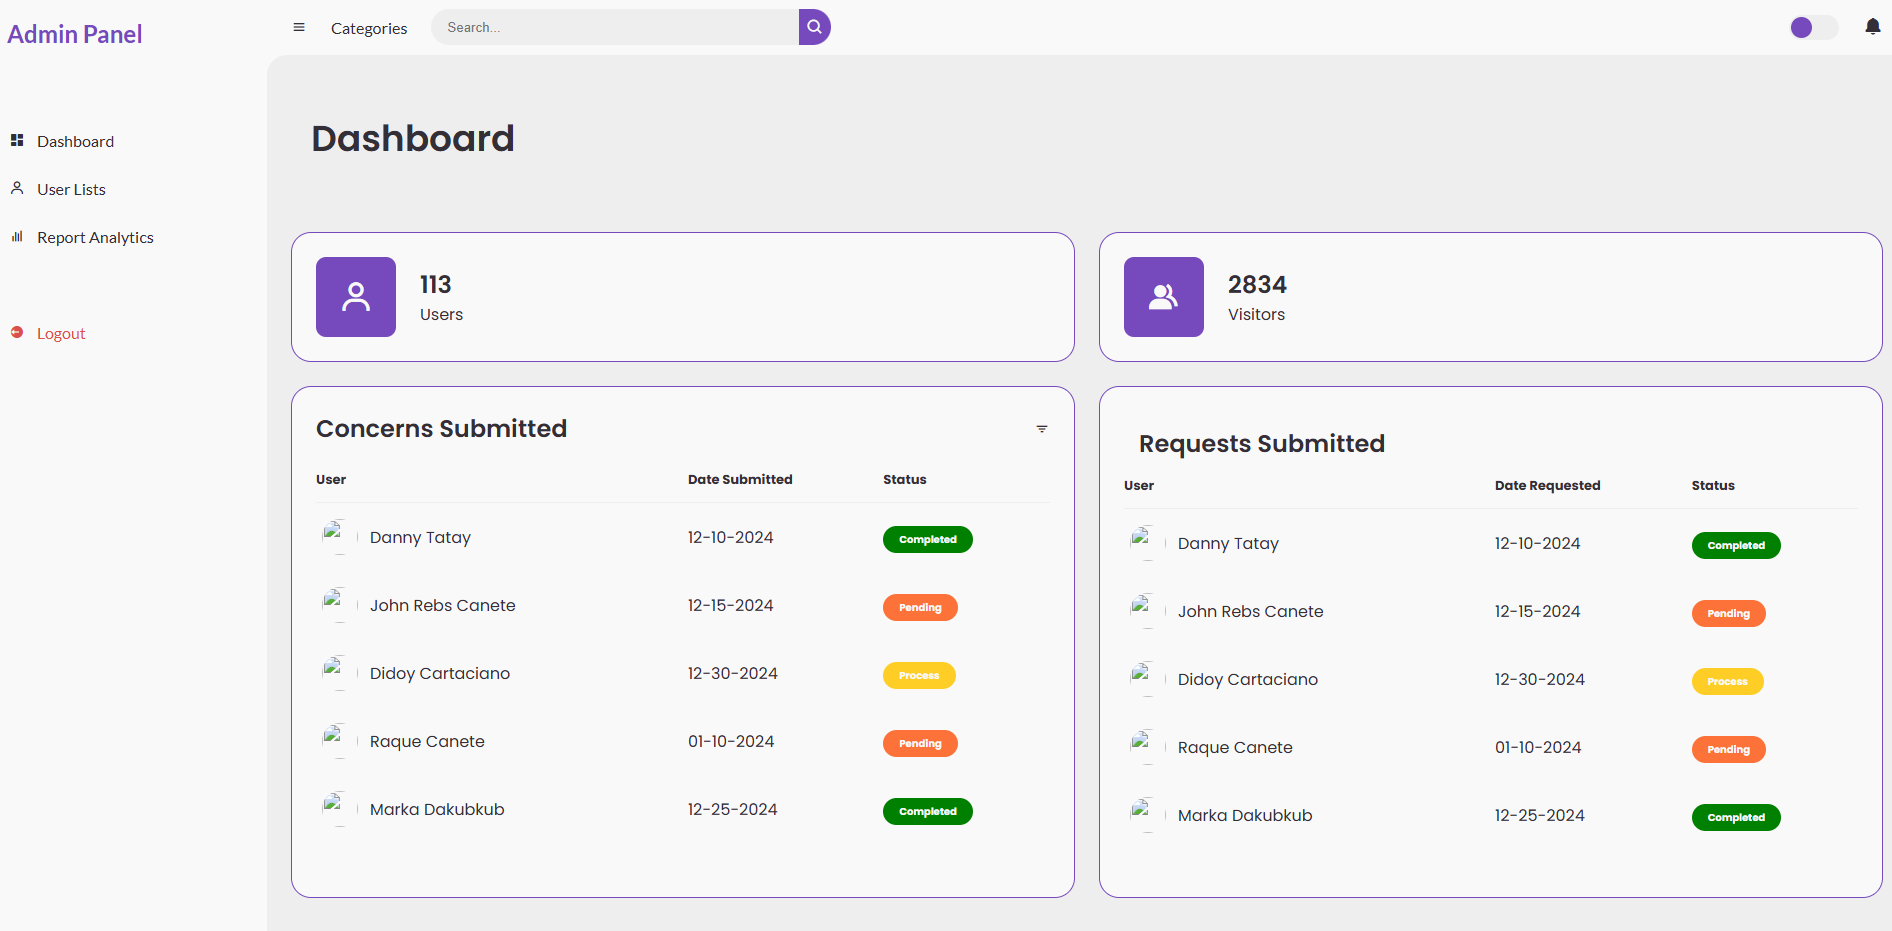 Admin Panel
Categories
Search...
Dashboard
User Lists
Report Analytics
Logout
Dashboard
113
Users
2834
Visitors
Concerns Submitted
User Date Submitted Status
Danny Tatay 12-10-2024 Completed
John Rebs Canete 12-15-2024 Pending
Didoy Cartaciano 12-30-2024 Process
Raque Canete 01-10-2024 Pending
Marka Dakubkub 12-25-2024 Completed
Requests Submitted
User Date Requested Status
Danny Tatay 12-10-2024 Completed
John Rebs Canete 12-15-2024 Pending
Didoy Cartaciano 12-30-2024 Process
Raque Canete 01-10-2024 Pending
Marka Dakubkub 12-25-2024 Completed